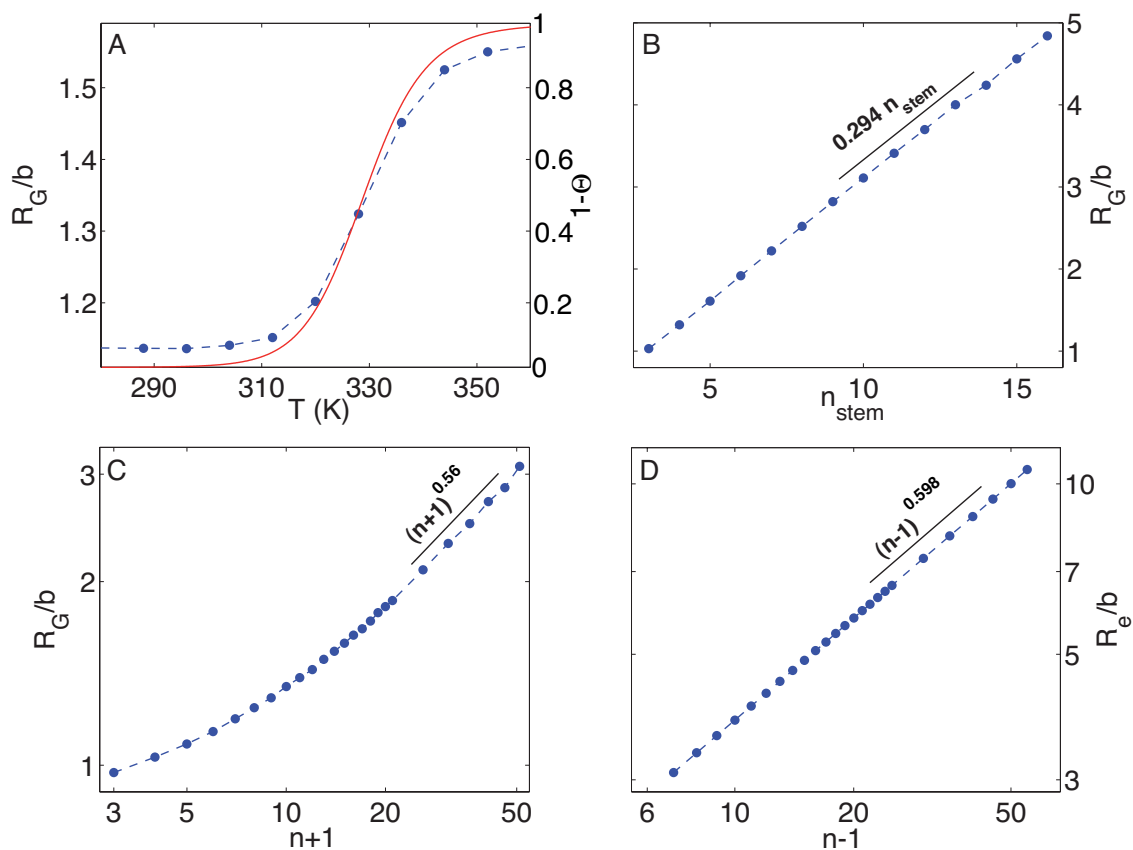 A
R_G/b
1.5
1.4
1.3
1.2
1
0.8
0.6
0.4
0.2
0
1-Θ
290
310
330
350
T (K)
B
0.294 n_stem
5
4
3
2
1
R_G/b
5
10
15
n_stem
C
(n+1)^0.56
R_G/b
3
2
1
3
5
10
20
50
n+1
D
(n-1)^0.598
10
7
5
3
R_e/b
6
10
20
50
n-1